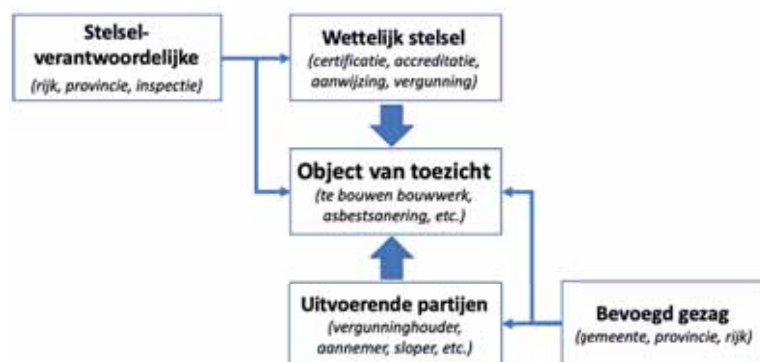 Stelsel-
verantwoordelijke
(rijk, provincie, inspectie)
Wettelijk stelsel
(certificatie, accreditatie,
aanwijzing, vergunning)
Object van toezicht
(te bouwen bouwwerk,
asbestsanering, etc.)
Uitvoerende partijen
(vergunninghouder,
aannemer, sloper, etc.)
Bevoegd gezag
(gemeente, provincie, rijk)